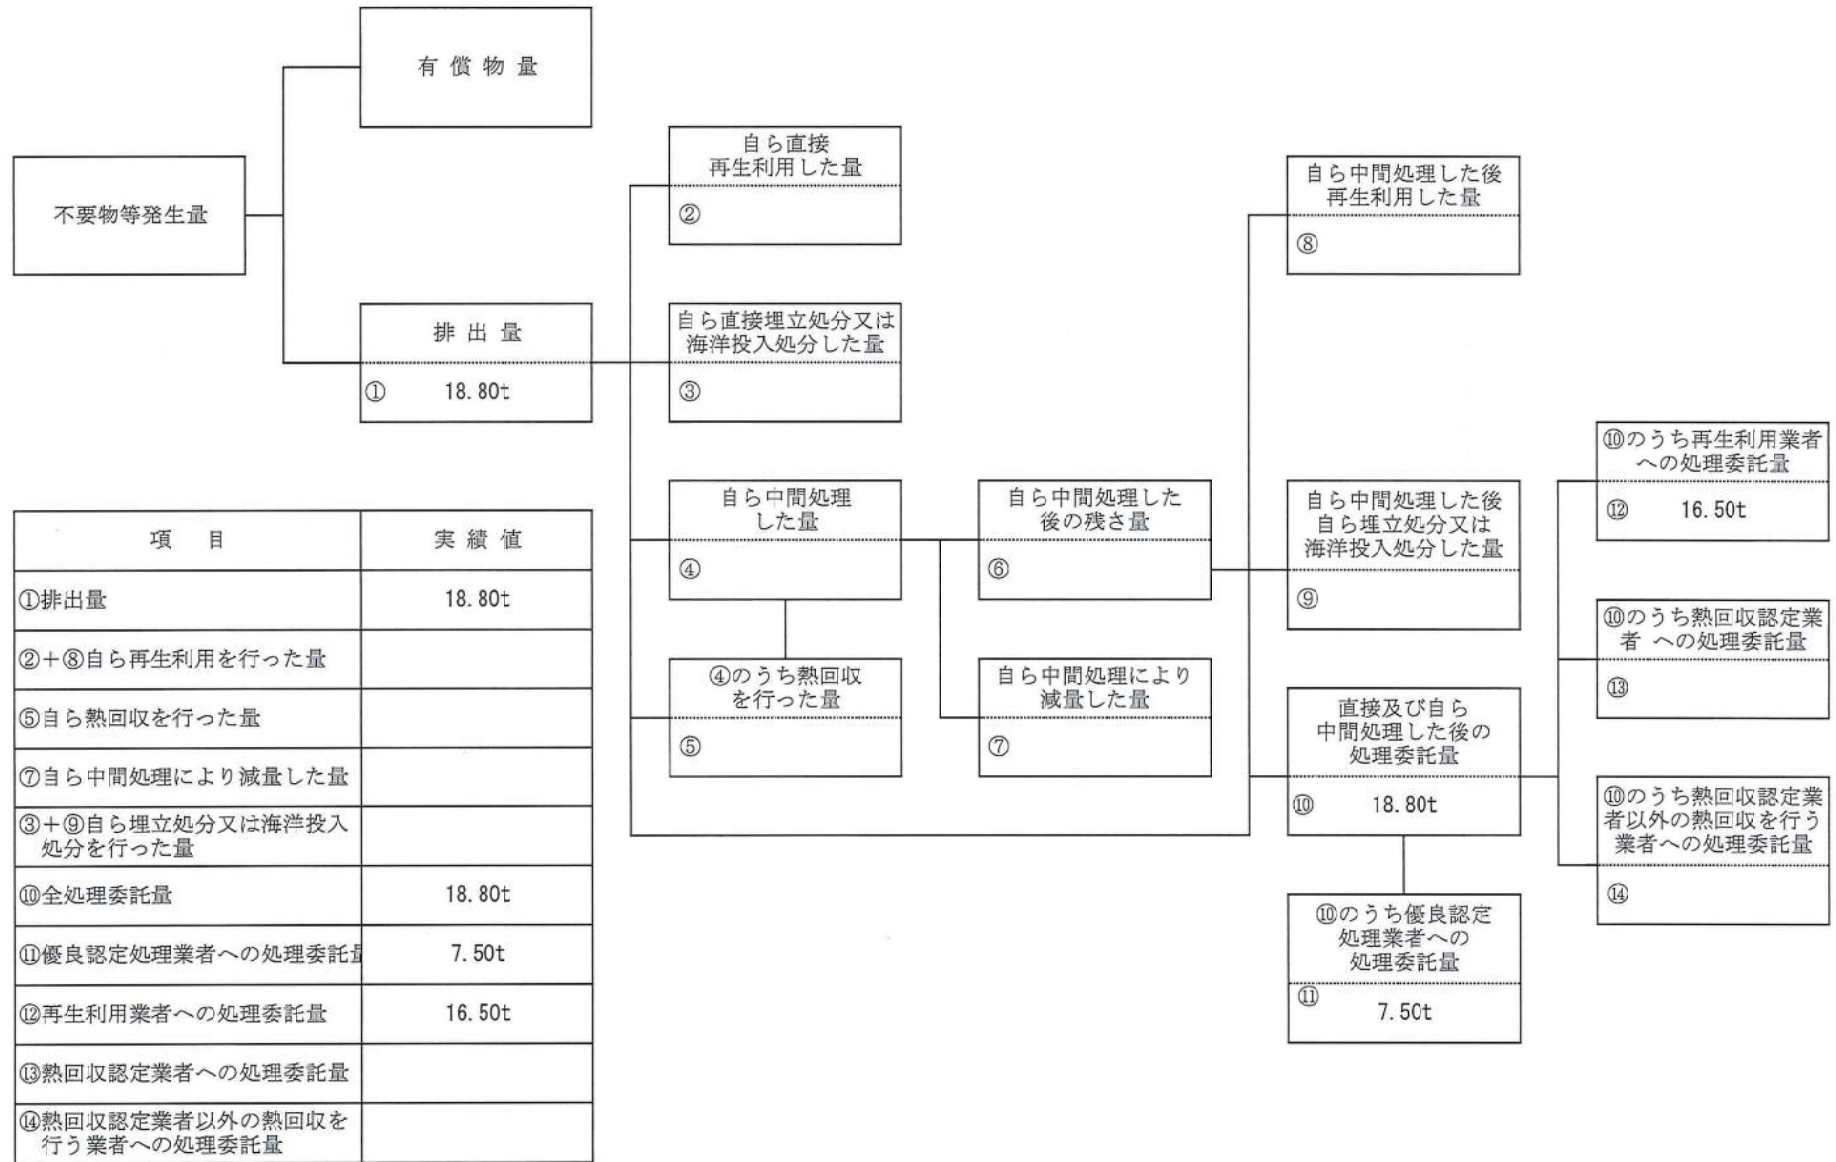 有 償 物 量
不要物等発生量
排 出 量
① 18.80t
自ら直接
再生利用した量
②
自ら直接埋立処分又は
海洋投入処分した量
③
自ら中間処理
した量
④
④のうち熱回収
を行った量
⑤
自ら中間処理した
後の残さ量
⑥
自ら中間処理により
減量した量
⑦
自ら中間処理した後
再生利用した量
⑧
自ら中間処理した後
自ら埋立処分又は
海洋投入処分した量
⑨
直接及び自ら
中間処理した後の
処理委託量
⑩ 18.80t
⑩のうち優良認定
処理業者への
処理委託量
⑪ 7.50t
⑩のうち再生利用業者
への処理委託量
⑫ 16.50t
⑩のうち熱回収認定業
者 への処理委託量
⑬
⑩のうち熱回収認定業
者以外の熱回収を行う
業者への処理委託量
⑭
項 目 実 績 値
①排出量 18.80t
②+⑧自ら再生利用を行った量
⑤自ら熱回収を行った量
⑦自ら中間処理により減量した量
③+⑨自ら埋立処分又は海洋投入
処分を行った量
⑩全処理委託量 18.80t
⑪優良認定処理業者への処理委託量 7.50t
⑫再生利用業者への処理委託量 16.50t
⑬熱回収認定業者への処理委託量
⑭熱回収認定業者以外の熱回収を
行う業者への処理委託量